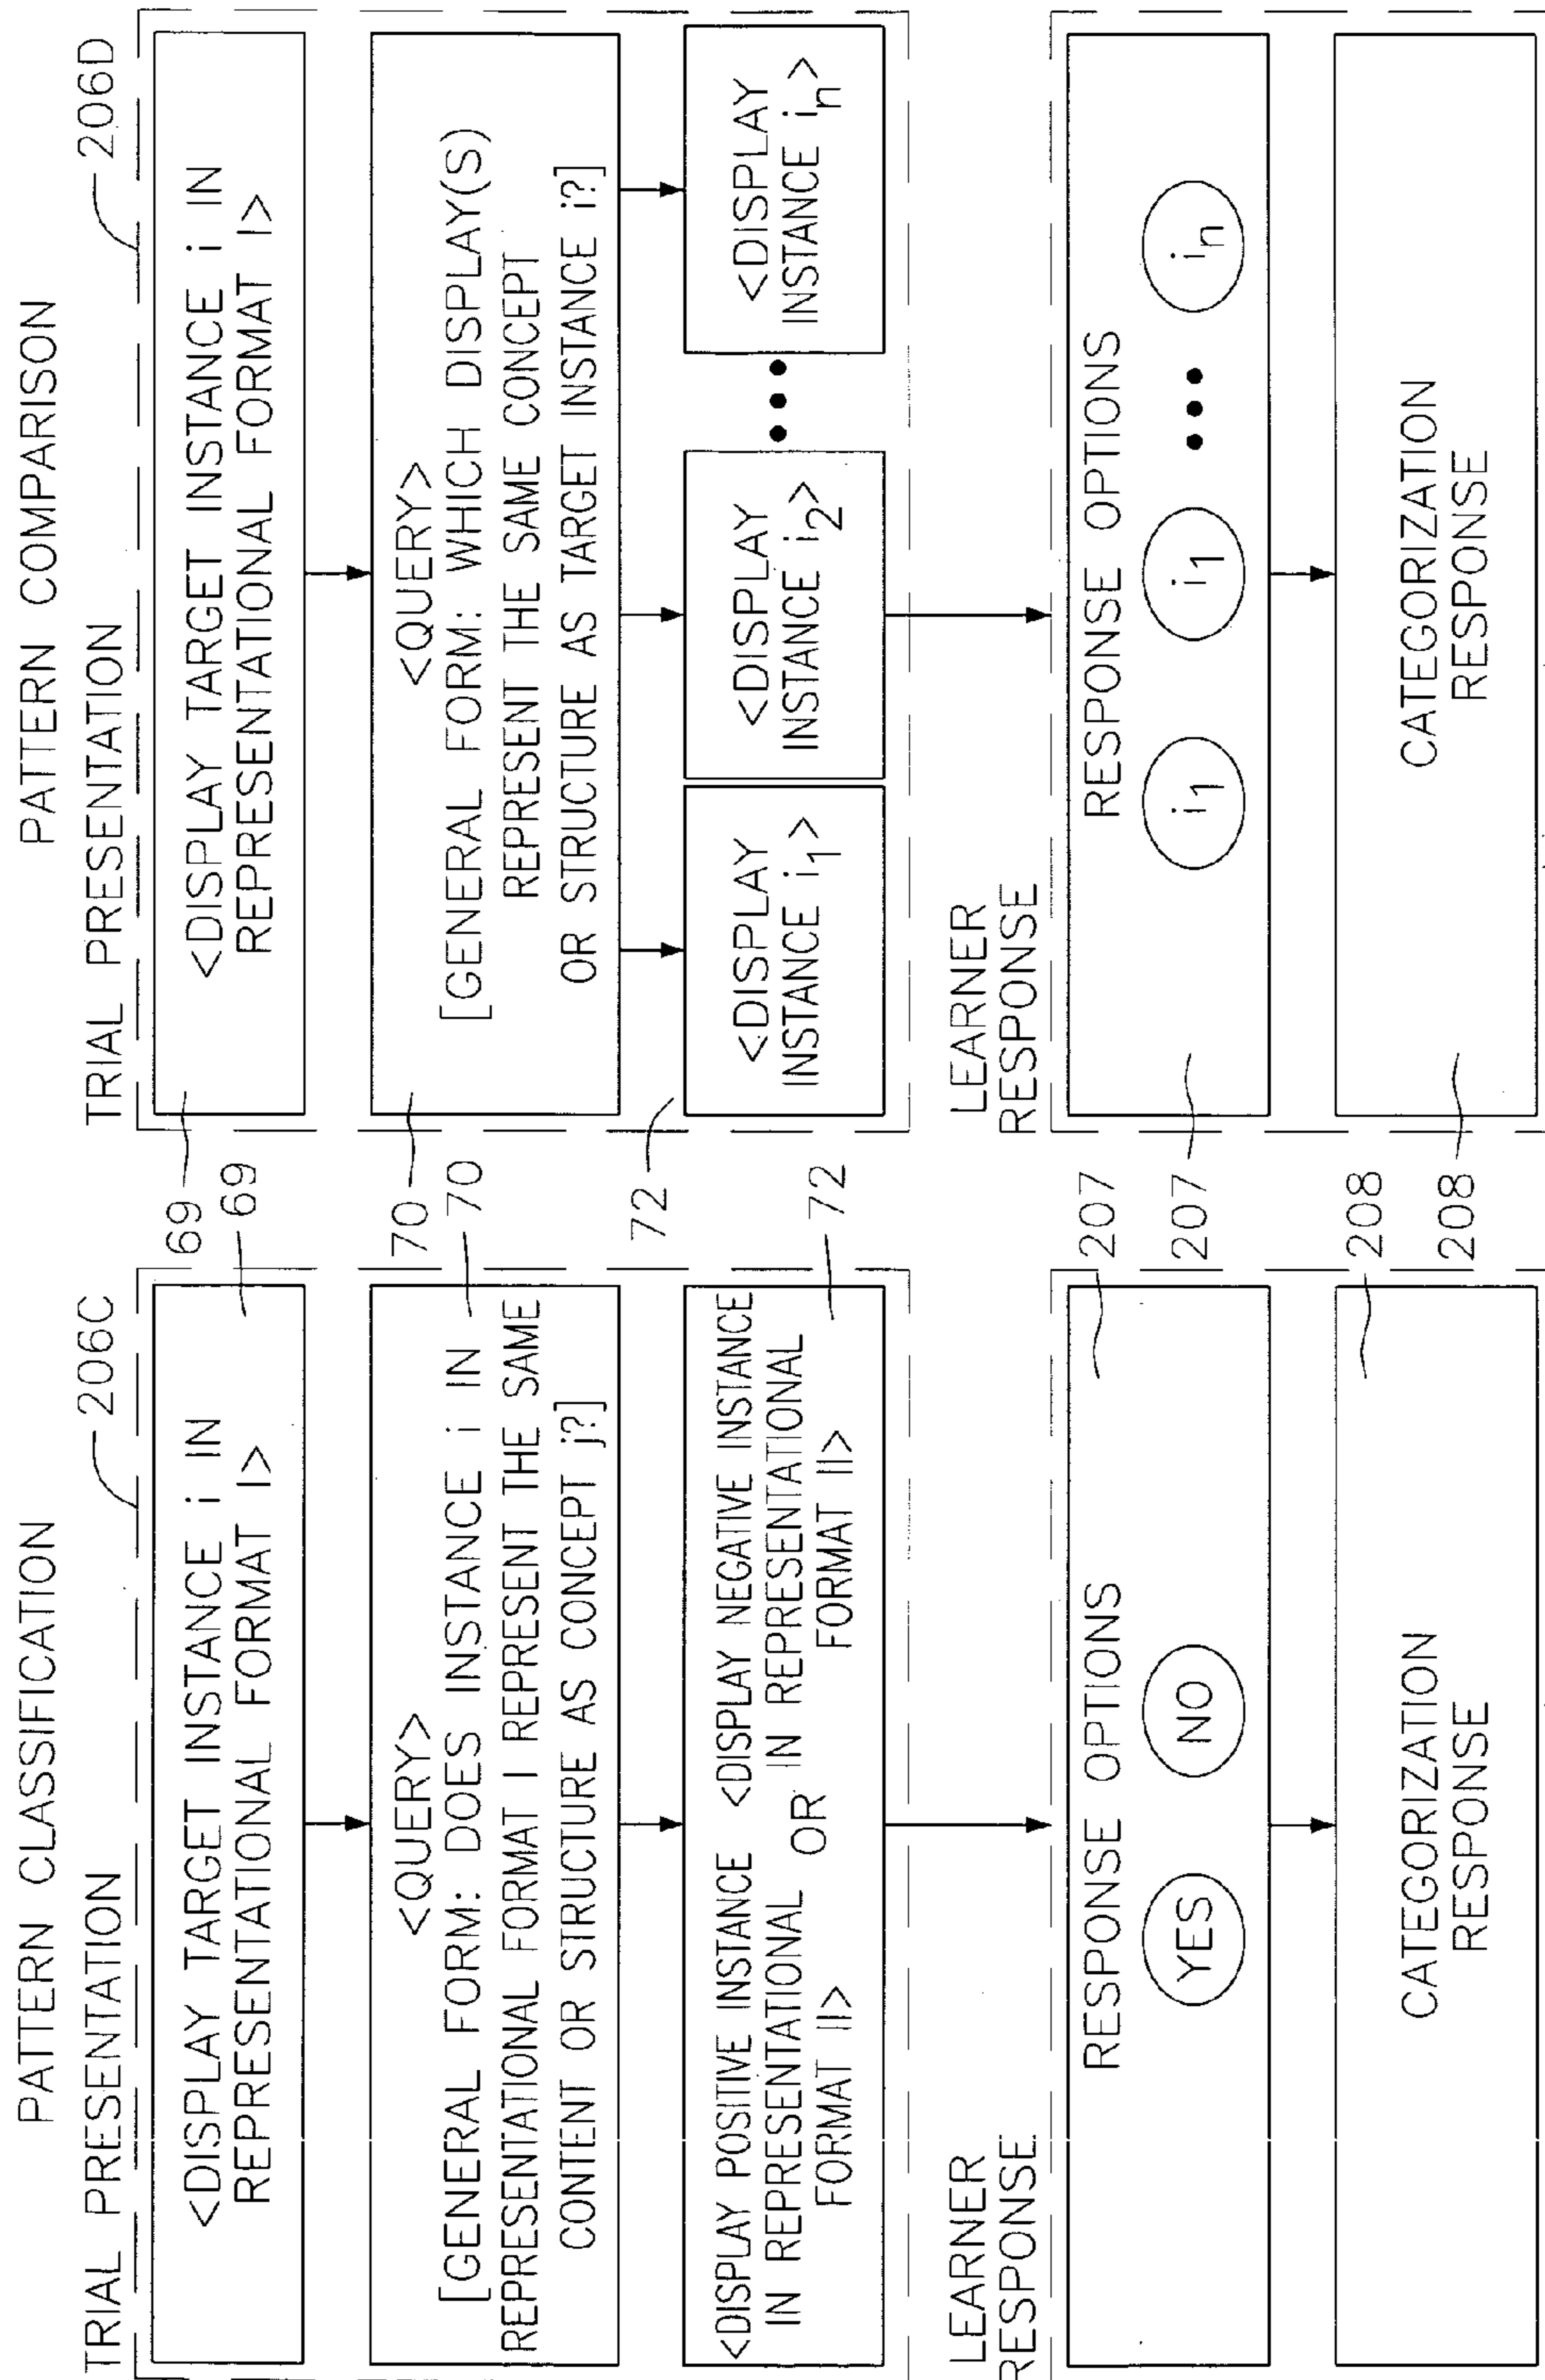 PATTERN CLASSIFICATION
TRIAL PRESENTATION
206C
<DISPLAY TARGET INSTANCE i IN
REPRESENTATIONAL FORMAT I>
69
<QUERY>
[GENERAL FORM: DOES INSTANCE i IN
REPRESENTATIONAL FORMAT I REPRESENT THE SAME
CONTENT OR STRUCTURE AS CONCEPT j?]
70
<DISPLAY POSITIVE INSTANCE
IN REPRESENTATIONAL
FORMAT II>
OR
<DISPLAY NEGATIVE INSTANCE
IN REPRESENTATIONAL
FORMAT II>
72
LEARNER
RESPONSE
RESPONSE OPTIONS
YES
NO
207
CATEGORIZATION
RESPONSE
208
PATTERN COMPARISON
TRIAL PRESENTATION
206D
69
<DISPLAY TARGET INSTANCE i IN
REPRESENTATIONAL FORMAT I>
70
<QUERY>
[GENERAL FORM: WHICH DISPLAY(S)
REPRESENT THE SAME CONCEPT
OR STRUCTURE AS TARGET INSTANCE i?]
72
<DISPLAY
INSTANCE i1>
<DISPLAY
INSTANCE i2>
•••
<DISPLAY
INSTANCE in>
LEARNER
RESPONSE
207
RESPONSE OPTIONS
i1
i1
•••
in
208
CATEGORIZATION
RESPONSE